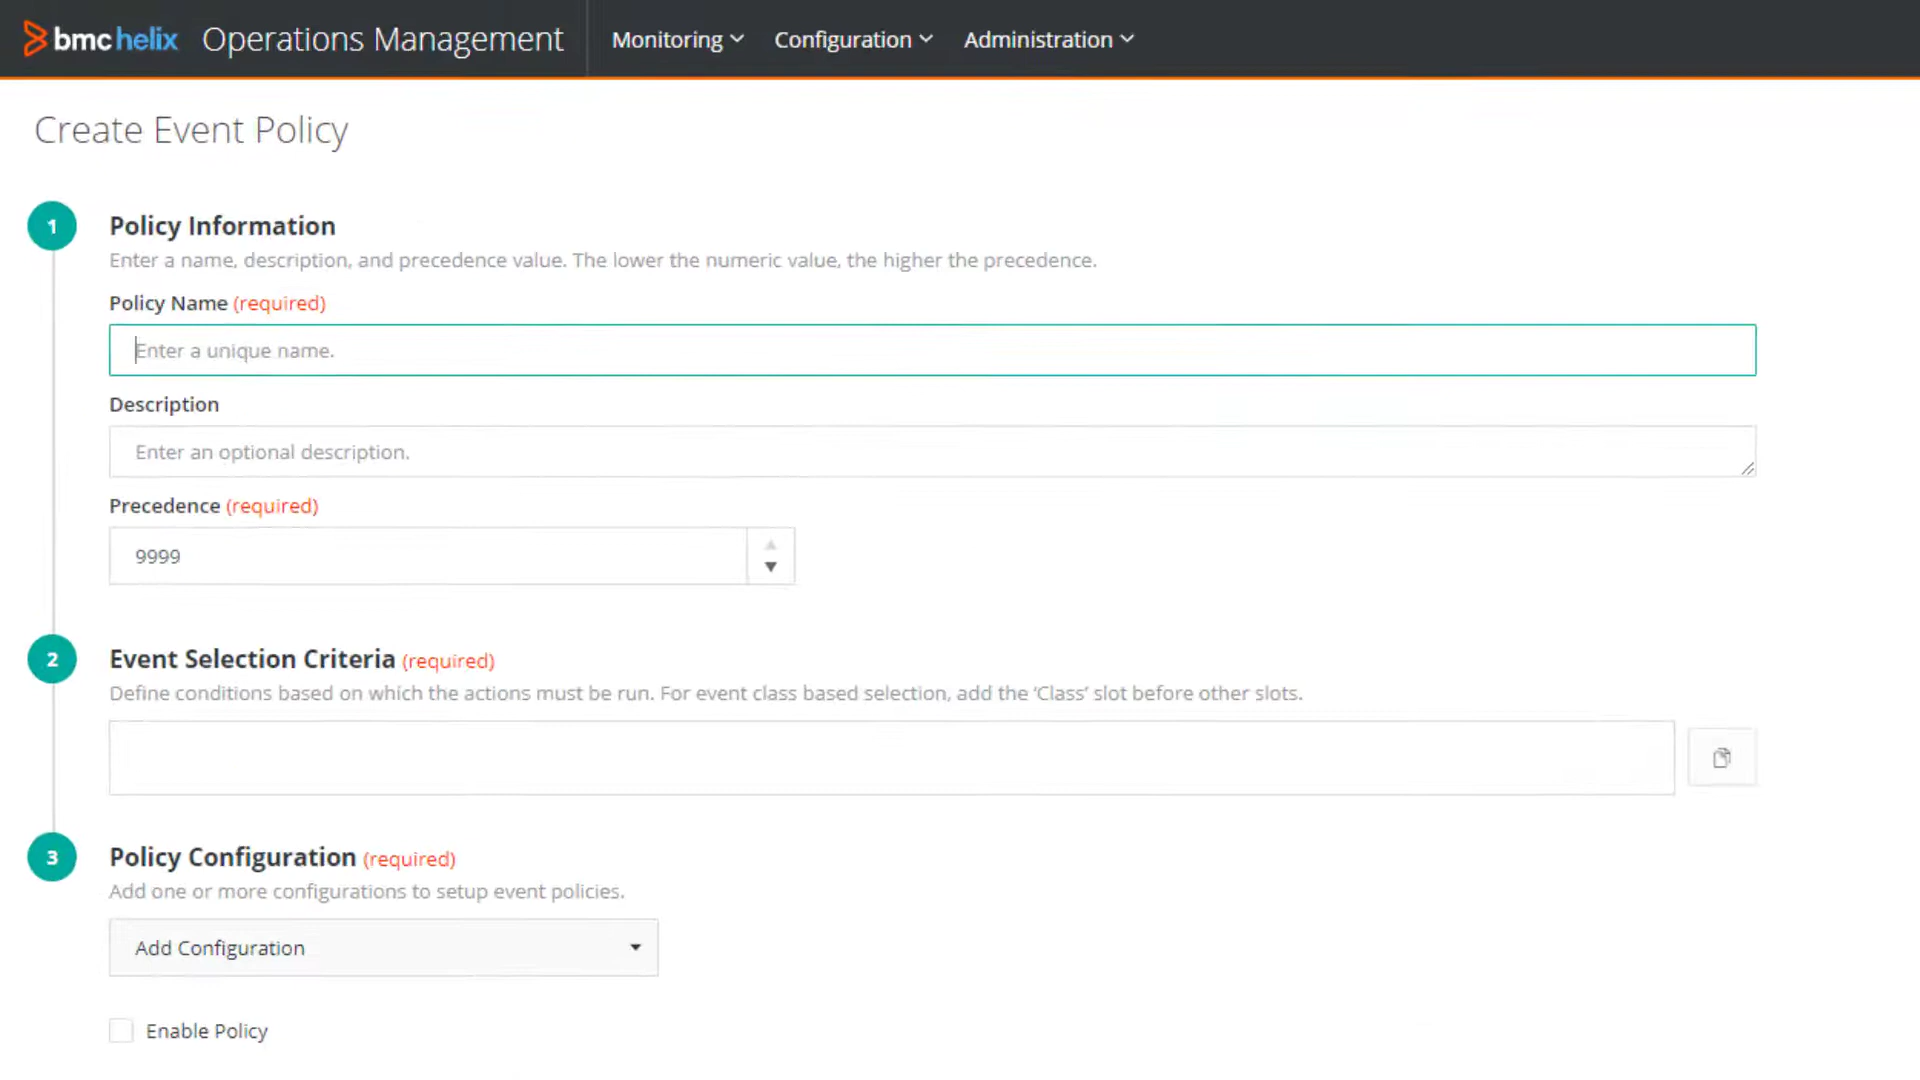 bmc helix Operations Management Monitoring Configuration Administration
Create Event Policy
1 Policy Information
Enter a name, description, and precedence value. The lower the numeric value, the higher the precedence.
Policy Name (required)
Enter a unique name.
Description
Enter an optional description.
Precedence (required)
9999
2 Event Selection Criteria (required)
Define conditions based on which the actions must be run. For event class based selection, add the ‘Class’ slot before other slots.
3 Policy Configuration (required)
Add one or more configurations to setup event policies.
Add Configuration
Enable Policy